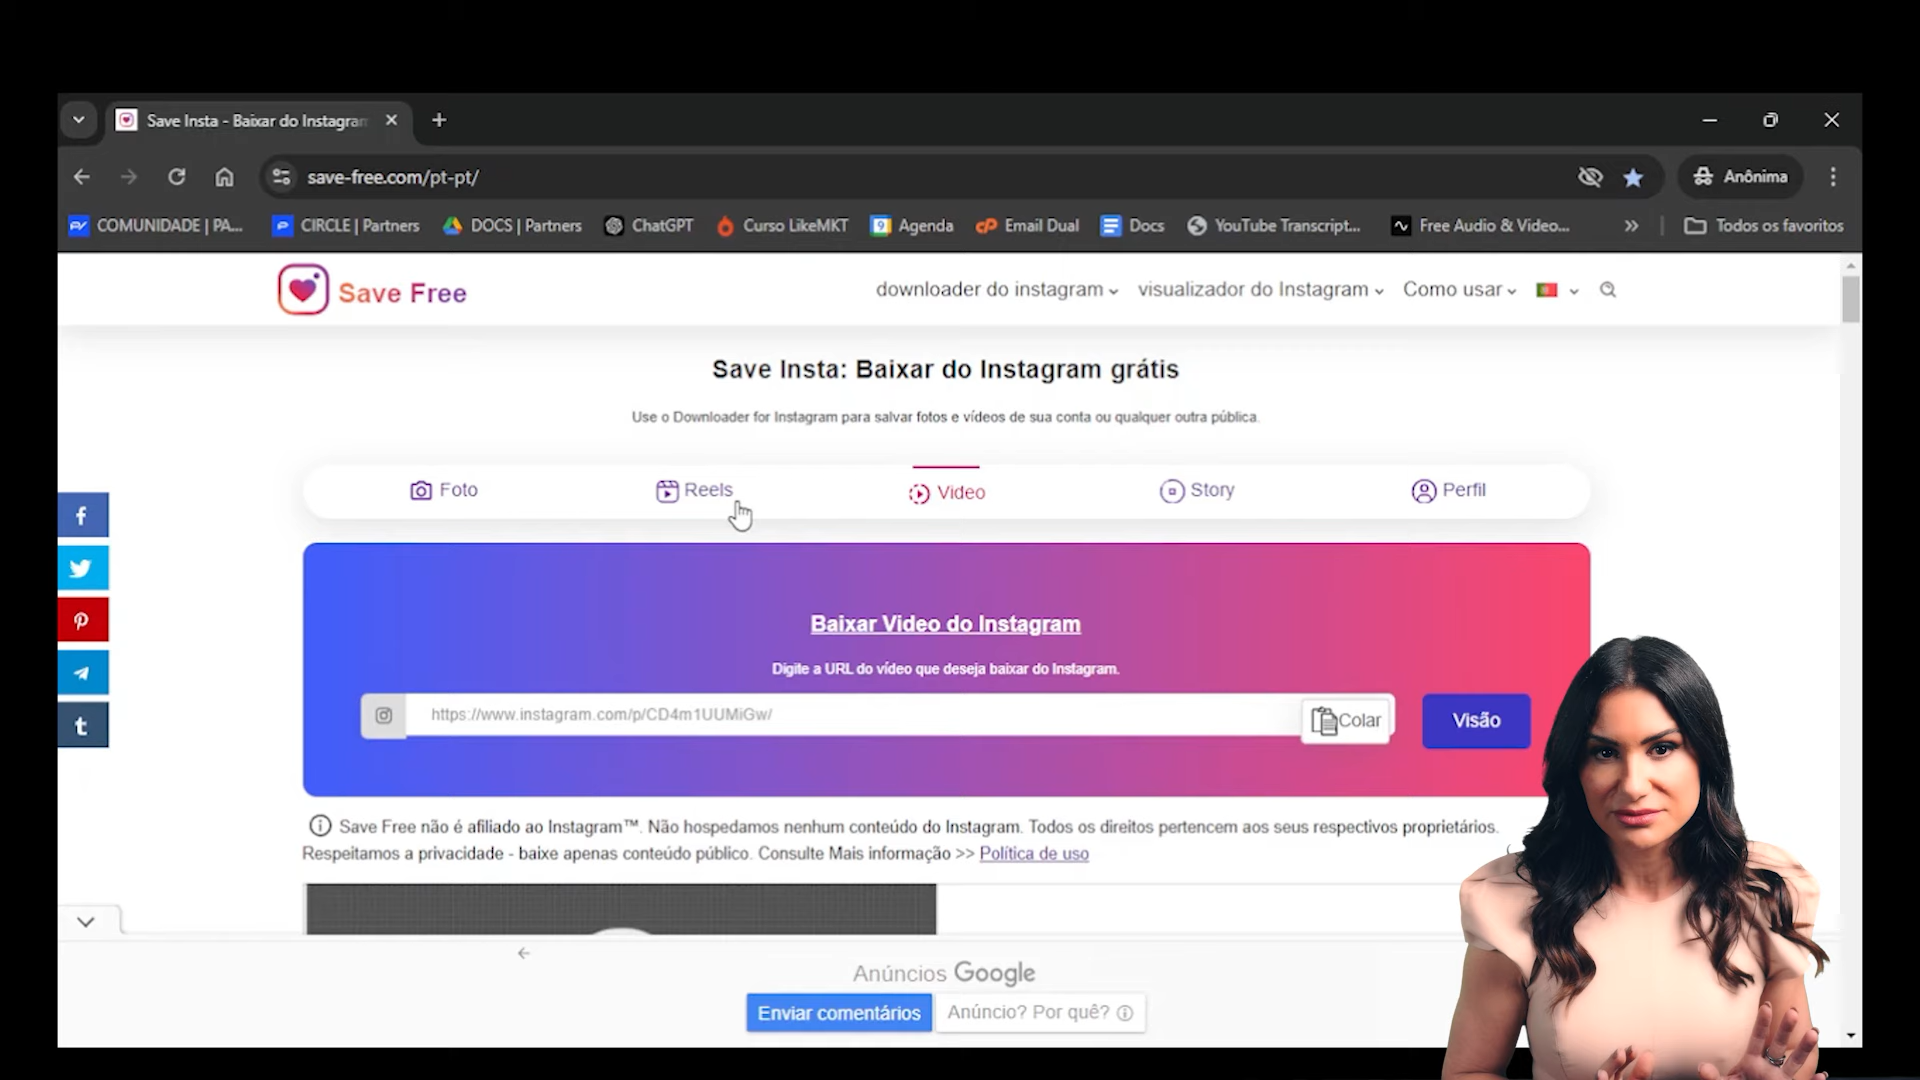 Save Insta - Baixar do Instagram
save-free.com/pt-pt/
Anônima
COMUNIDADE | PA...
CIRCLE | Partners
DOCS | Partners
ChatGPT
Curso LikeMKT
Agenda
Email Dual
Docs
YouTube Transcript...
Free Audio & Video...
Todos os favoritos
Save Free
downloader do instagram
visualizador do Instagram
Como usar
Save Insta: Baixar do Instagram grátis
Use o Downloader for Instagram para salvar fotos e vídeos de sua conta ou qualquer outra pública.
Foto
Reels
Video
Story
Perfil
Baixar Video do Instagram
Digite a URL do vídeo que deseja baixar do Instagram.
https://www.instagram.com/p/CD4m1UUMiGw/
Colar
Visão
Save Free não é afiliado ao Instagram™. Não hospedamos nenhum conteúdo do Instagram. Todos os direitos pertencem aos seus respectivos proprietários.
Respeitamos a privacidade - baixe apenas conteúdo público. Consulte Mais informação >> Política de uso
Anúncios Google
Enviar comentários
Anúncio? Por quê?